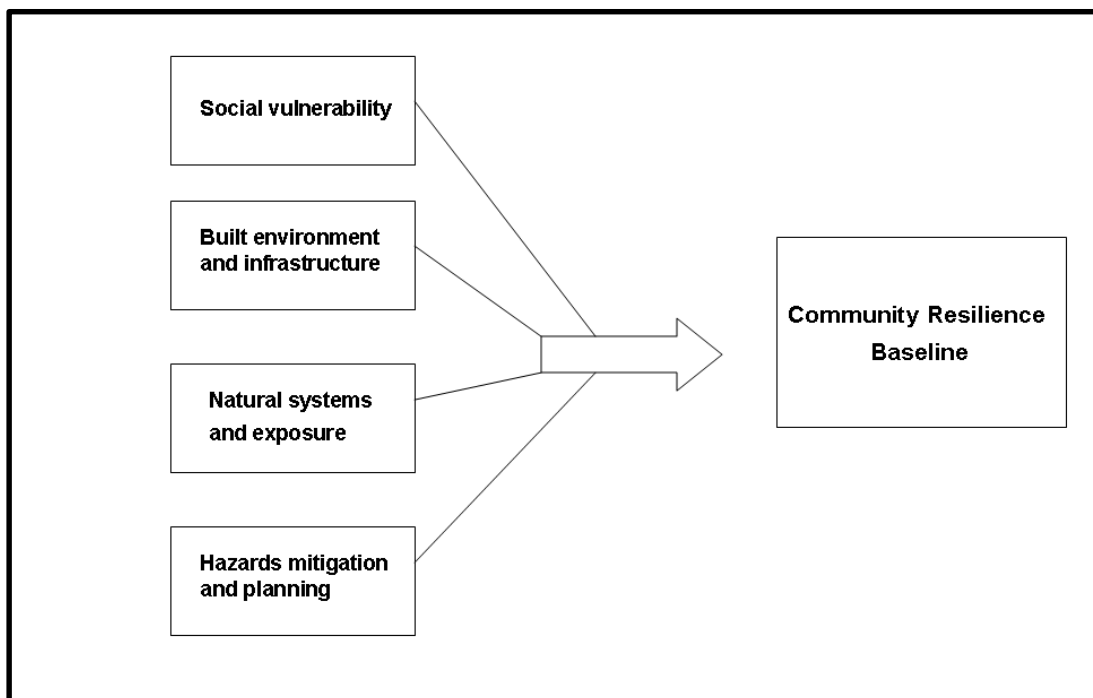 Social vulnerability
Built environment
and infrastructure
Natural systems
and exposure
Hazards mitigation
and planning
Community Resilience
Baseline